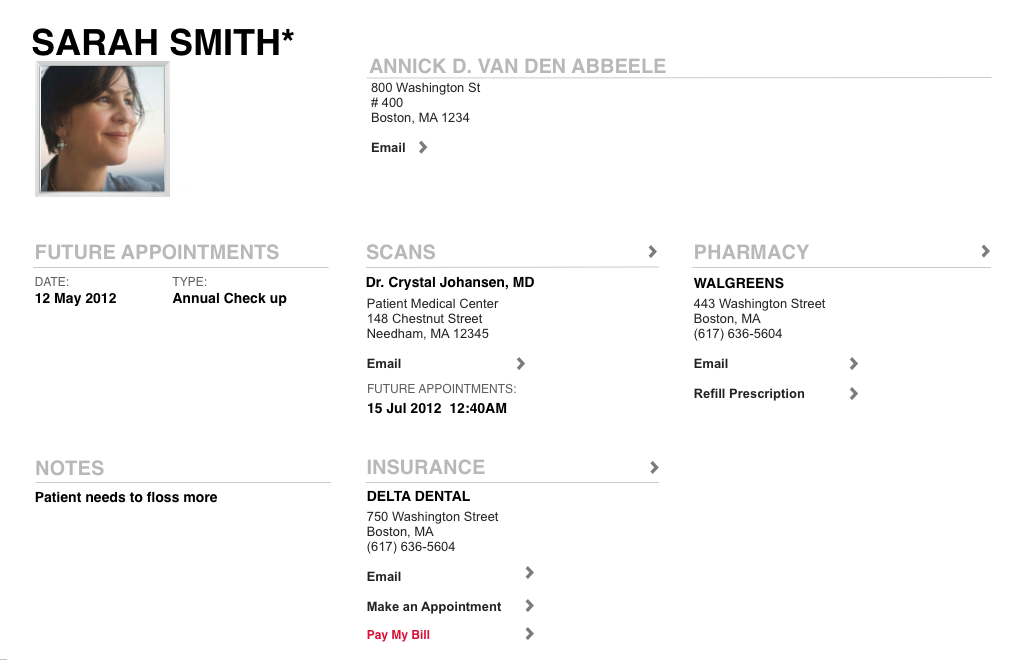 SARAH SMITH*
ANNICK D. VAN DEN ABBEELE
800 Washington St
# 400
Boston, MA 1234
Email
FUTURE APPOINTMENTS
DATE:
TYPE:
12 May 2012
Annual Check up
SCANS
Dr. Crystal Johansen, MD
Patient Medical Center
148 Chestnut Street
Needham, MA 12345
Email
FUTURE APPOINTMENTS:
15 Jul 2012 12:40AM
PHARMACY
WALGREENS
443 Washington Street
Boston, MA
(617) 636-5604
Email
Refill Prescription
NOTES
Patient needs to floss more
INSURANCE
DELTA DENTAL
750 Washington Street
Boston, MA
(617) 636-5604
Email
Make an Appointment
Pay My Bill